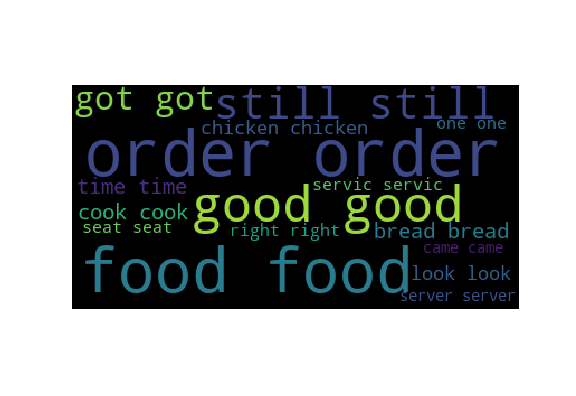 got got
still still
chicken chicken
one one
order order
time time
servic servic
cook cook
good good
seat seat
right right
bread bread
came came
food food
look look
server server